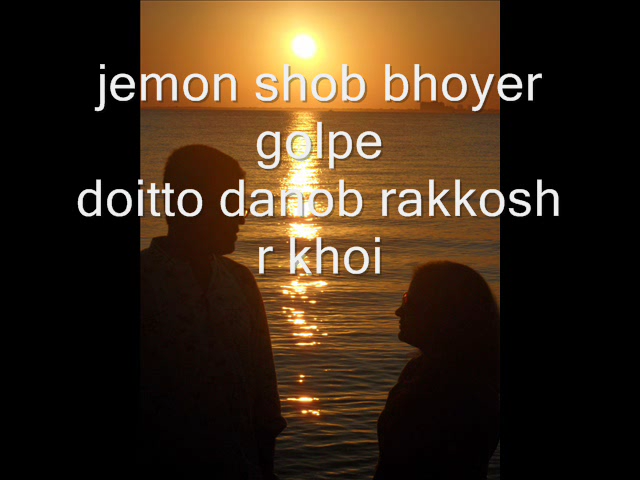 jemon shob bhoyer
golpe
doitto danob rakkosh
r khoi